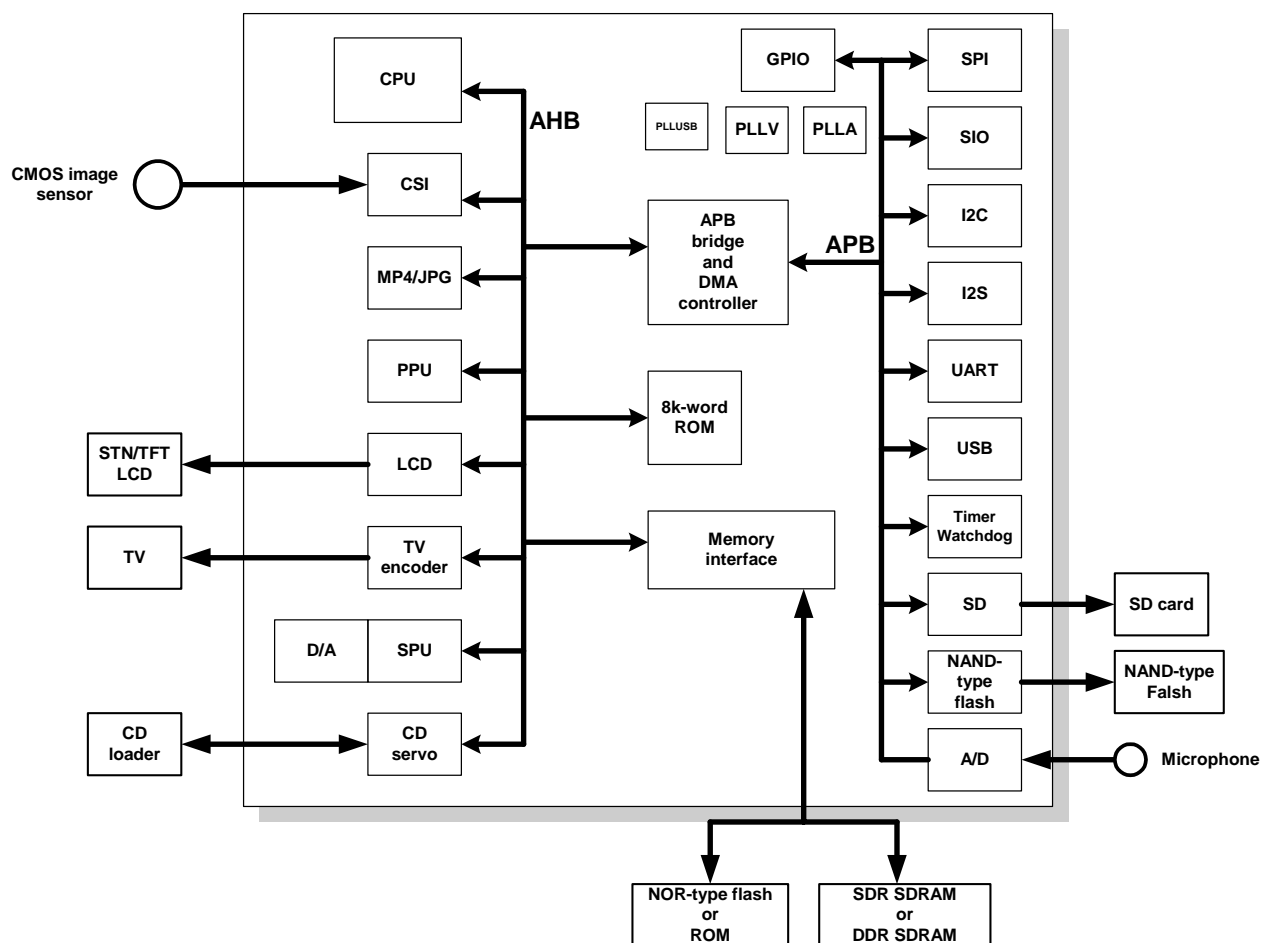 CPU
GPIO
SPI
AHB
PLLUSB
PLLV
PLLA
SIO
CMOS image
sensor
CSI
APB
bridge
and
DMA
controller
APB
I2C
MP4/JPG
I2S
PPU
8k-word
ROM
UART
STN/TFT
LCD
LCD
USB
TV
TV
encoder
Memory
interface
Timer
Watchdog
SD
SD card
D/A
SPU
NAND-
type
flash
NAND-type
Falsh
CD
loader
CD
servo
A/D
Microphone
NOR-type flash
or
ROM
SDR SDRAM
or
DDR SDRAM